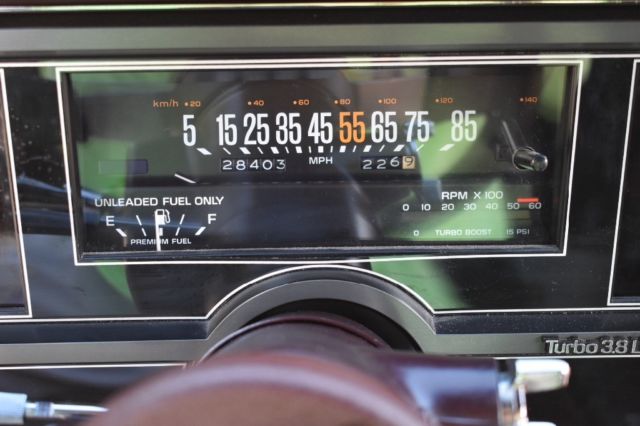 km/h 20 40 60 80 100 120 140
5 15 25 35 45 55 65 75 85
28403 MPH 2269
UNLEADED FUEL ONLY
E F
PREMIUM FUEL
RPM X 100
0 10 20 30 40 50 60
0 TURBO BOOST 15 PSI
Turbo 3.8 L